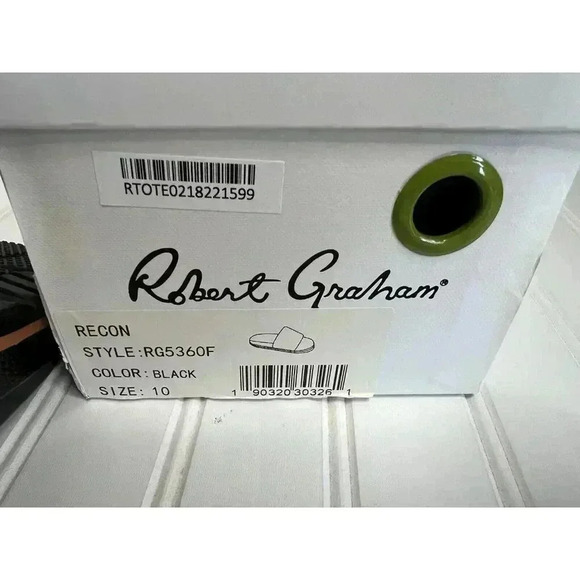 RTOTE0218221599
Robert Graham®
RECON
STYLE:RG5360F
COLOR:BLACK
SIZE:10
1 90320 30326 1